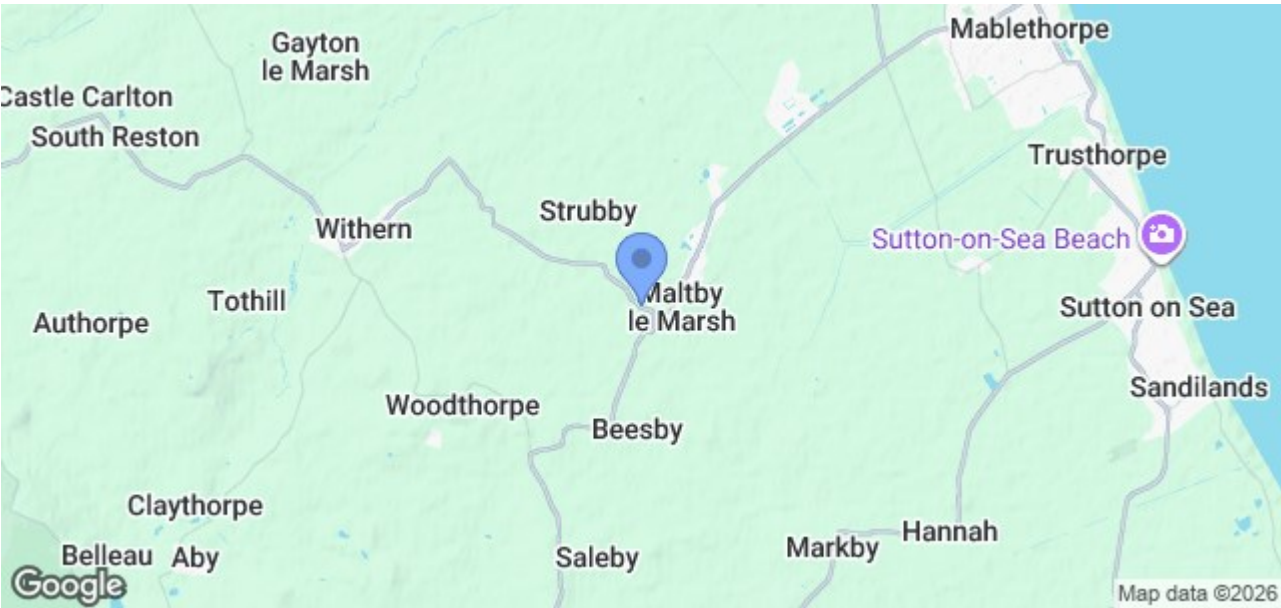 Mablethorpe
Gayton
le Marsh
Castle Carlton
South Reston
Trusthorpe
Strubby
Withern
Sutton-on-Sea Beach
Maltby
le Marsh
Tothill
Authorpe
Sutton on Sea
Sandilands
Woodthorpe
Beesby
Claythorpe
Hannah
Markby
Belleau
Aby
Saleby
Google
Map data ©2026